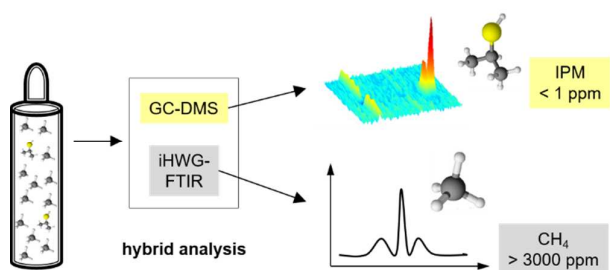 GC-DMS
iHWG-
FTIR
hybrid analysis
IPM
< 1 ppm
CH₄
> 3000 ppm